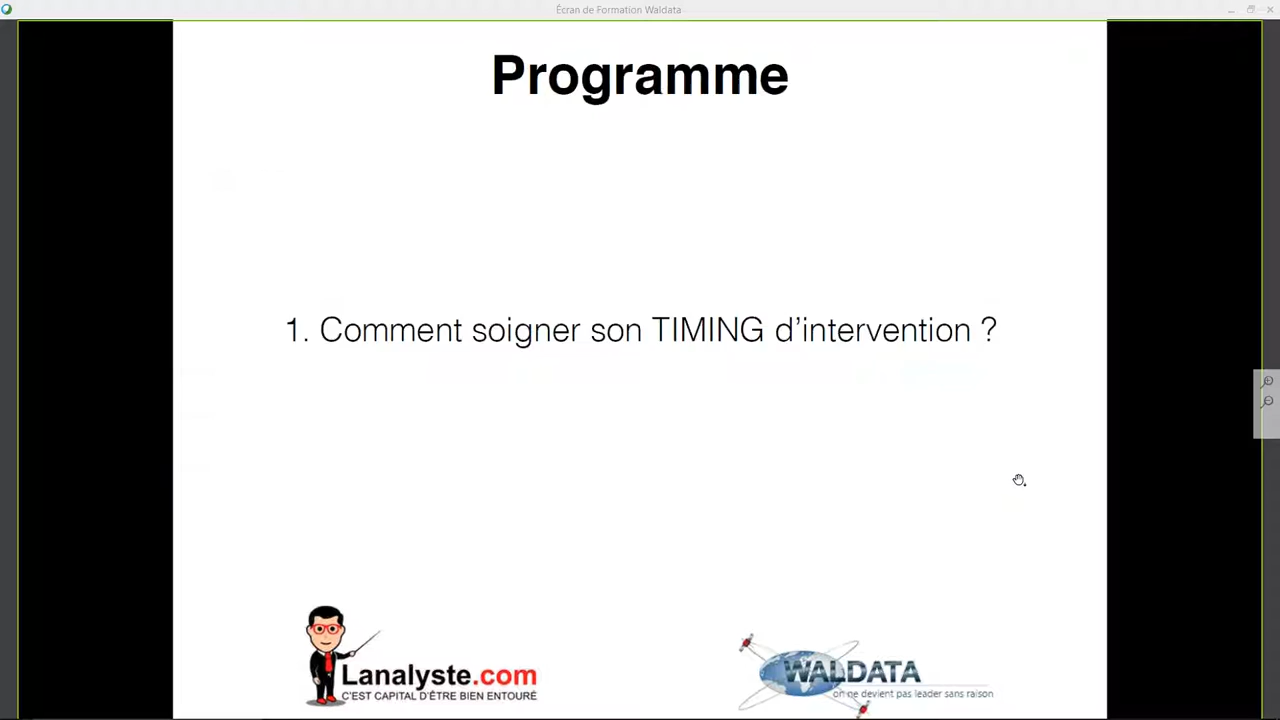 Écran de Formation Waldata
Programme
1. Comment soigner son TIMING d’intervention ?
Lanalyste.com
C'EST CAPITAL D'ÊTRE BIEN ENTOURÉ
WALDATA
on ne devient pas leader sans raison